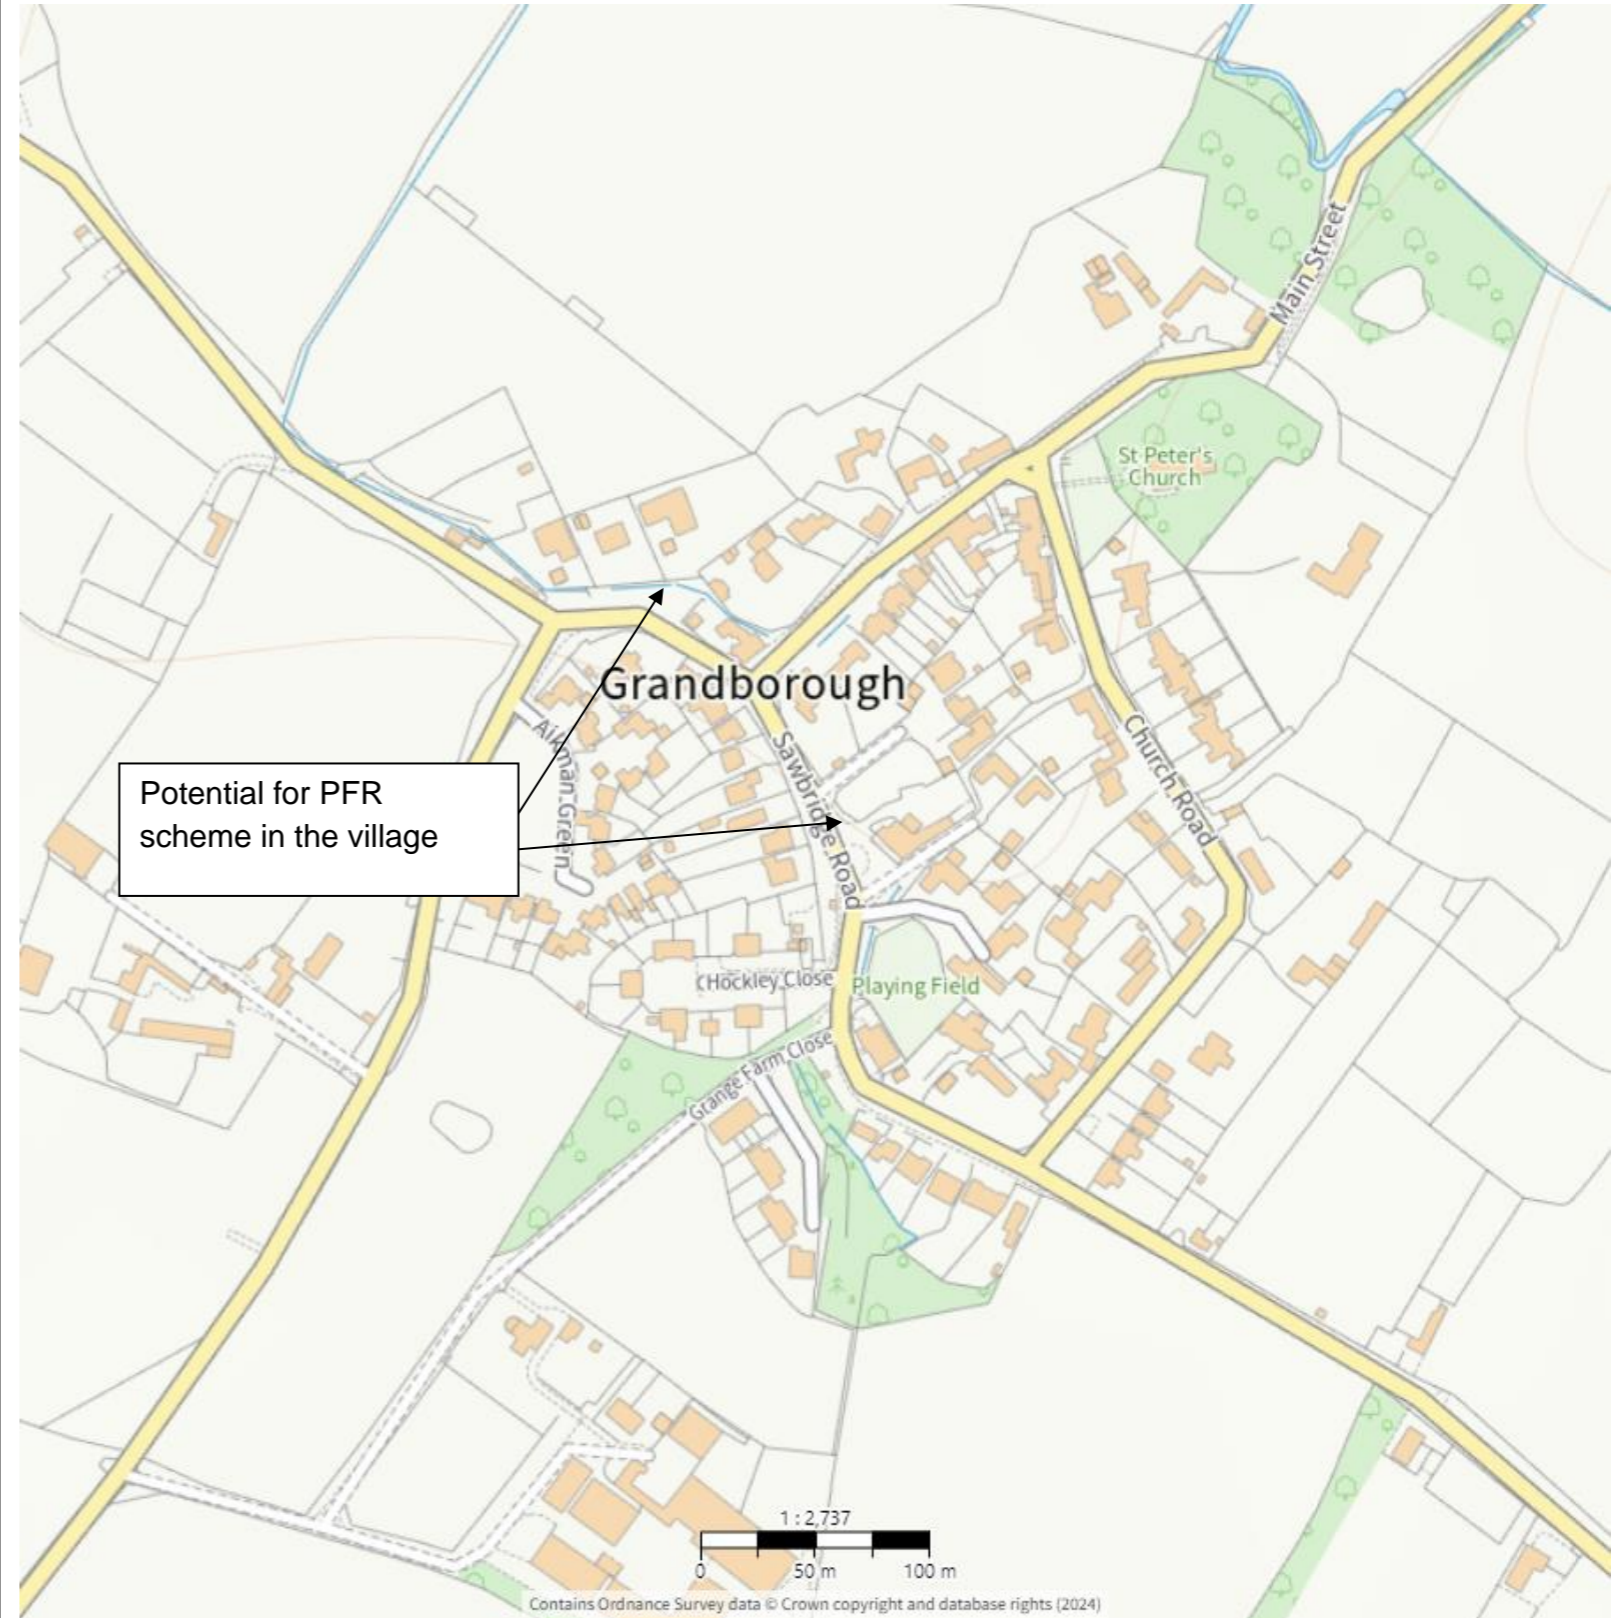 Main Street
St Peter's
Church
Grandborough
Aikman Green
Sawbridge Road
Church Road
Potential for PFR
scheme in the village
Hockley Close
Playing Field
Grange Farm Close
1 : 2,737
0 50 m 100 m
Contains Ordnance Survey data © Crown copyright and database rights (2024)